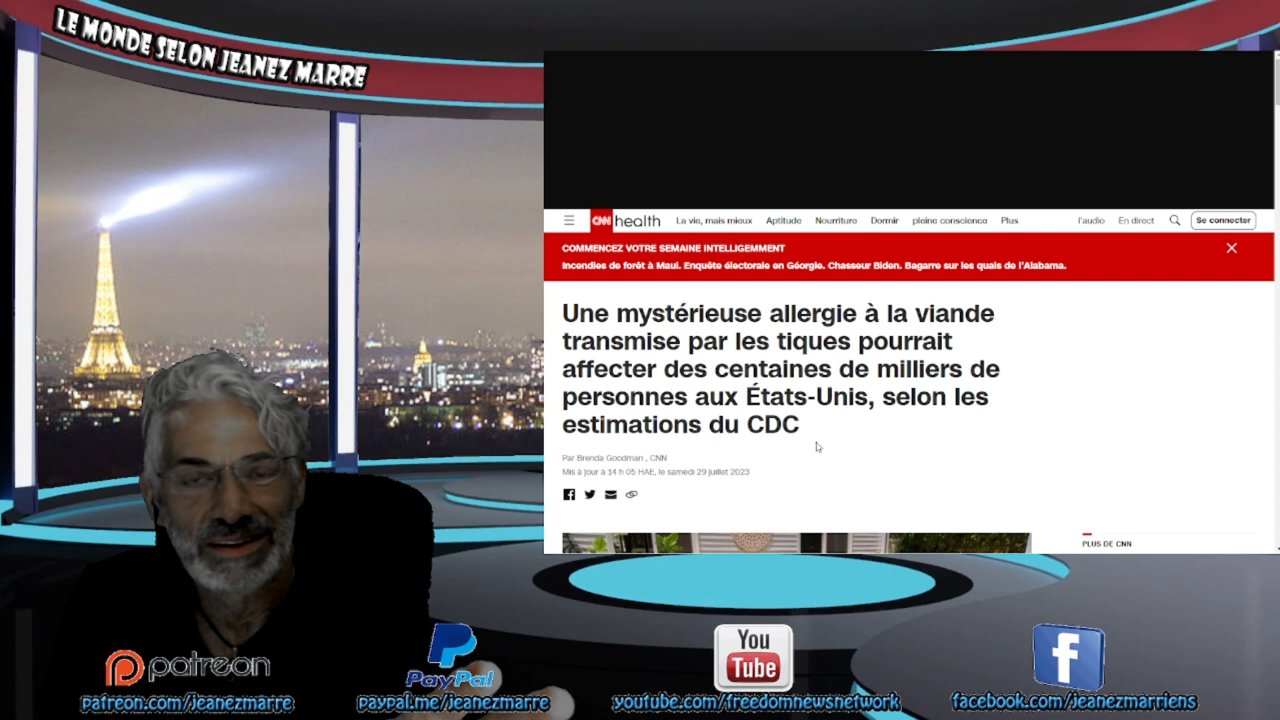 LE MONDE SELON JEANEZ MARRE
CNN health La vie, mais mieux Aptitude Nourriture Dormir pleine conscience Plus l'audio En direct Se connecter
COMMENCEZ VOTRE SEMAINE INTELLIGEMMENT
Incendies de forêt à Maui. Enquête électorale en Géorgie. Chasseur Biden. Bagarre sur les quais de l'Alabama.
Une mystérieuse allergie à la viande
transmise par les tiques pourrait
affecter des centaines de milliers de
personnes aux États-Unis, selon les
estimations du CDC
Par Brenda Goodman , CNN
Mis à jour à 14 h 05 HAE, le samedi 29 juillet 2023
PLUS DE CNN
patreon
patreon.com/jeanezmarre
PayPal
paypal.me/jeanezmarre
You
Tube
youtube.com/freedomnewsnetwork
f
facebook.com/jeanezmarriens